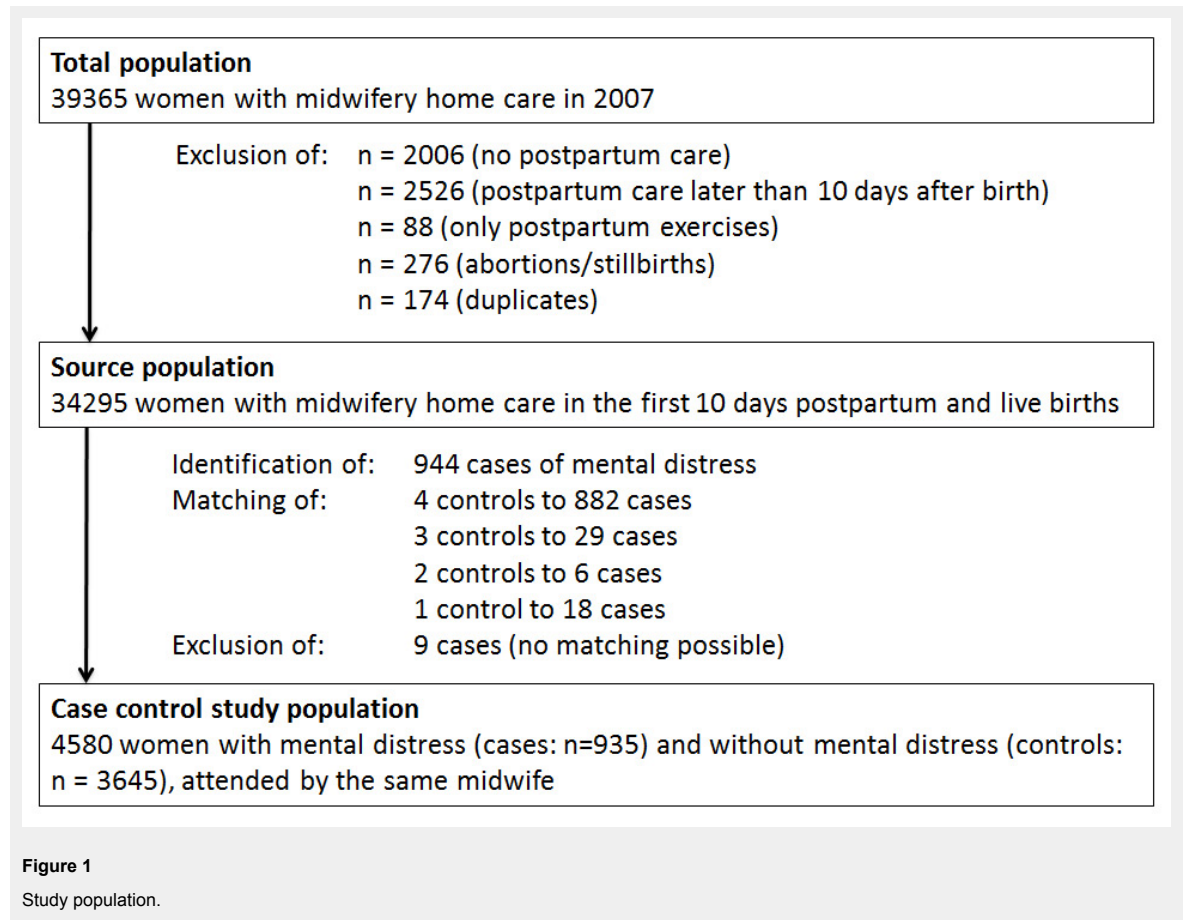 Total population
39365 women with midwifery home care in 2007
Exclusion of: n = 2006 (no postpartum care)
n = 2526 (postpartum care later than 10 days after birth)
n = 88 (only postpartum exercises)
n = 276 (abortions/stillbirths)
n = 174 (duplicates)
Source population
34295 women with midwifery home care in the first 10 days postpartum and live births
Identification of: 944 cases of mental distress
Matching of: 4 controls to 882 cases
3 controls to 29 cases
2 controls to 6 cases
1 control to 18 cases
Exclusion of: 9 cases (no matching possible)
Case control study population
4580 women with mental distress (cases: n=935) and without mental distress (controls:
n = 3645), attended by the same midwife
Figure 1
Study population.